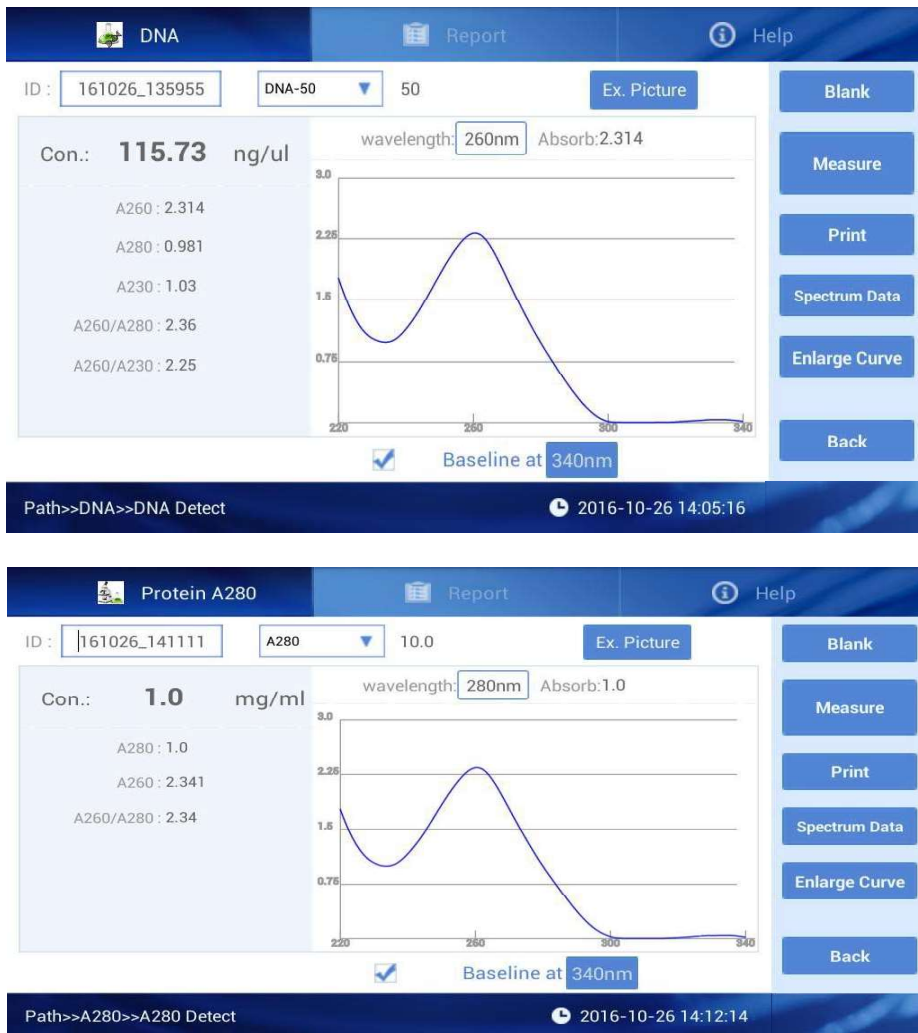 DNA Report Help
ID : 161026_135955 DNA-50 50 Ex. Picture Blank
Con.: 115.73 ng/ul
wavelength: 260nm Absorb:2.314
Measure
3.0
A260 : 2.314
2.25
Print
A280 : 0.981
A230 : 1.03
1.5
Spectrum Data
A260/A280 : 2.36
0.75
Enlarge Curve
A260/A230 : 2.25
220 260 300 340
Back
Baseline at 340nm
Path>>DNA>>DNA Detect 2016-10-26 14:05:16
Protein A280 Report Help
ID : 161026_141111 A280 10.0 Ex. Picture Blank
Con.: 1.0 mg/ml
wavelength: 280nm Absorb:1.0
Measure
3.0
A280 : 1.0
2.25
Print
A260 : 2.341
A260/A280 : 2.34
1.5
Spectrum Data
0.75
Enlarge Curve
220 260 300 340
Back
Baseline at 340nm
Path>>A280>>A280 Detect 2016-10-26 14:12:14